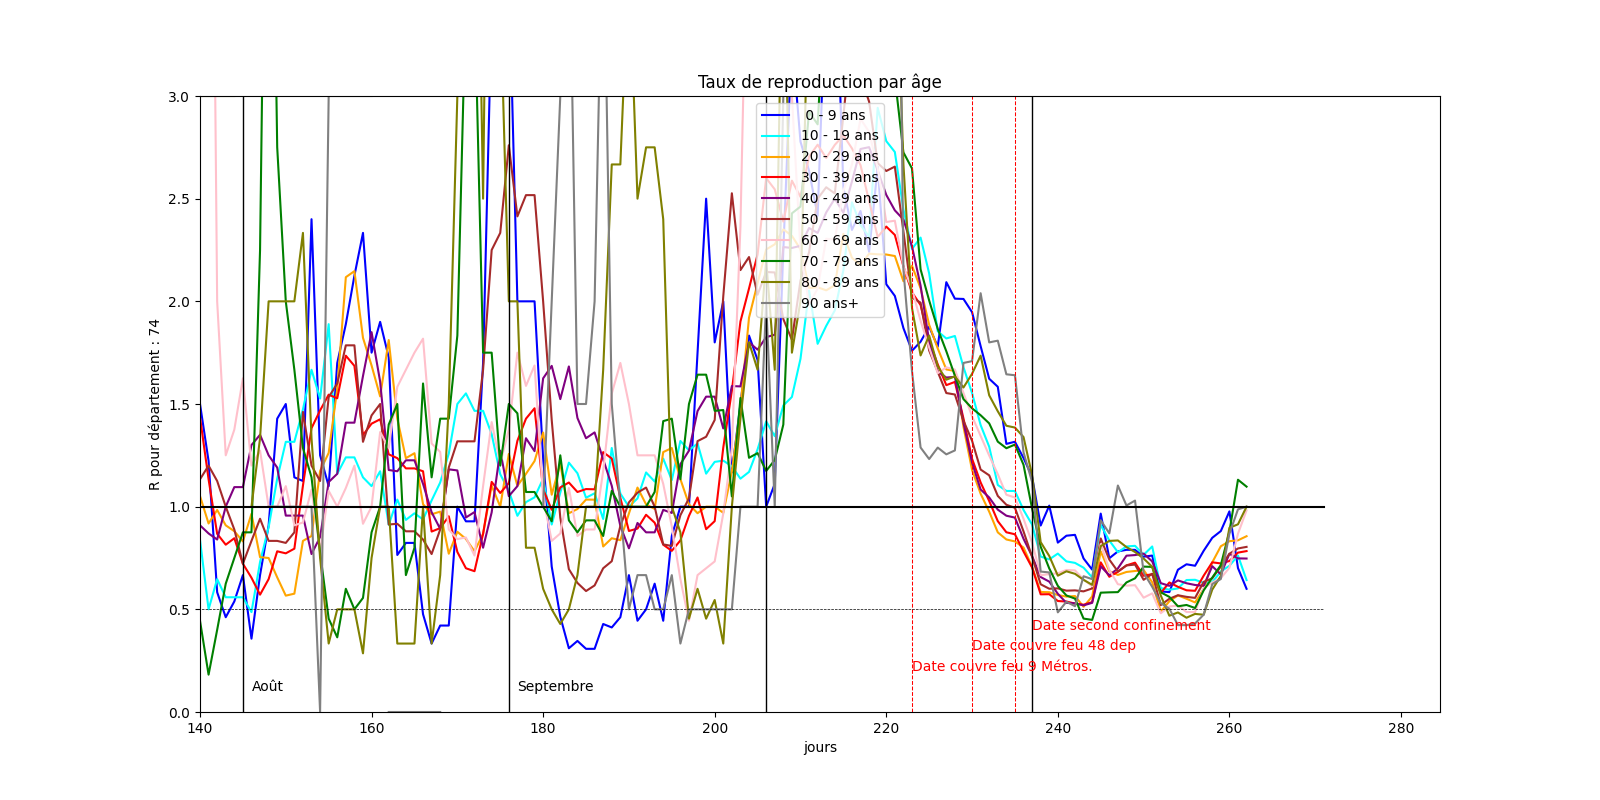 Taux de reproduction par âge
R pour département : 74
3.0
2.5
2.0
1.5
1.0
0.5
0.0
0 - 9 ans
10 - 19 ans
20 - 29 ans
30 - 39 ans
40 - 49 ans
50 - 59 ans
60 - 69 ans
70 - 79 ans
80 - 89 ans
90 ans+
Date second confinement
Date couvre feu 48 dep
Date couvre feu 9 Métros.
Août
Septembre
140
160
180
200
220
240
260
280
jours